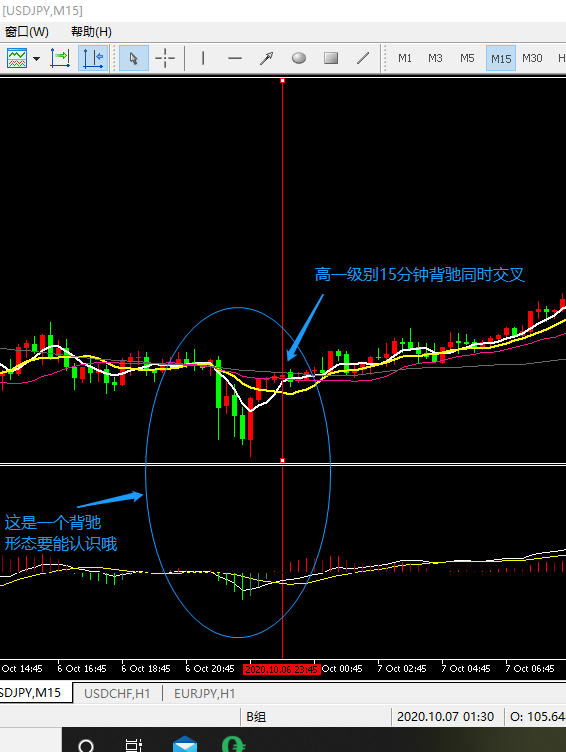 [USDJPY,M15]
窗口(W) 帮助(H)
M1 M3 M5 M15 M30
高一级别15分钟背驰同时交叉
这是一个背驰
形态要能认识哦
Oct 14:45 6 Oct 16:45 6 Oct 18:45 6 Oct 20:45 2020.10.06 23:45 Oct 00:45 7 Oct 02:45 7 Oct 04:45 7 Oct 06:45
SDJPY,M15 USDCHF,H1 EURJPY,H1
B组 2020.10.07 01:30 O: 105.64